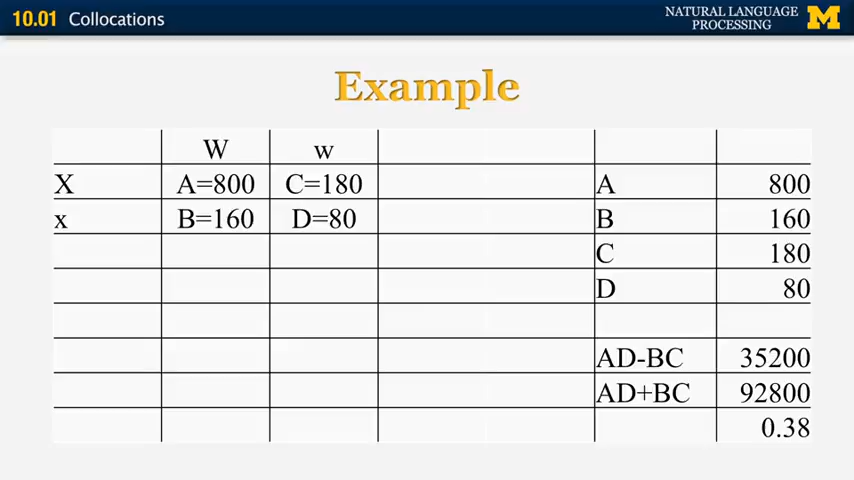 10.01 Collocations
NATURAL LANGUAGE
PROCESSING
M
Example
W w
X A=800 C=180 A 800
x B=160 D=80 B 160
C 180
D 80
AD-BC 35200
AD+BC 92800
0.38